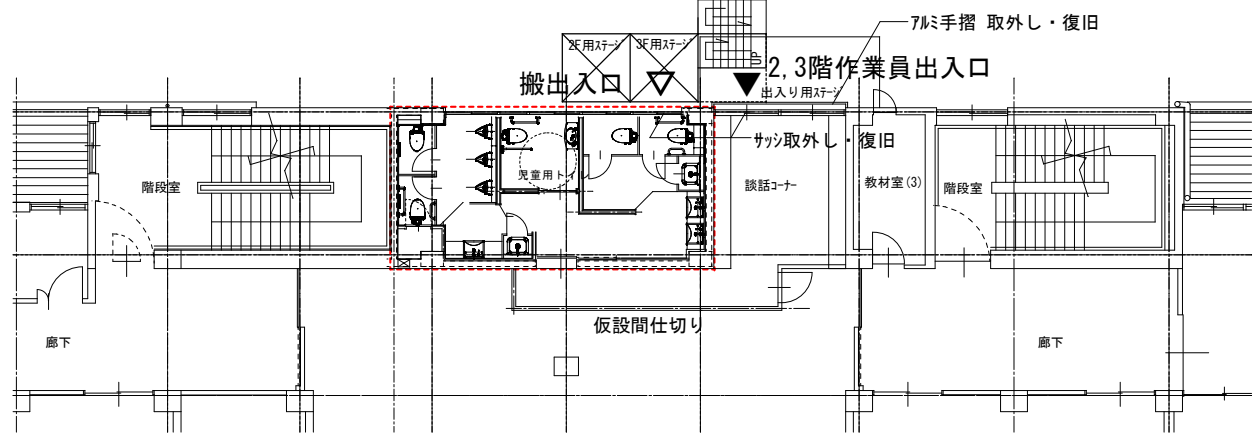 アルミ手摺 取外し・復旧
2F用ステージ
3F用ステージ
UP
搬出入口
2,3階作業員出入口
出入り用ステージ
サッシ取外し・復旧
児童用トイレ
階段室
談話コーナー
教材室(3)
階段室
仮設間仕切り
廊下
廊下